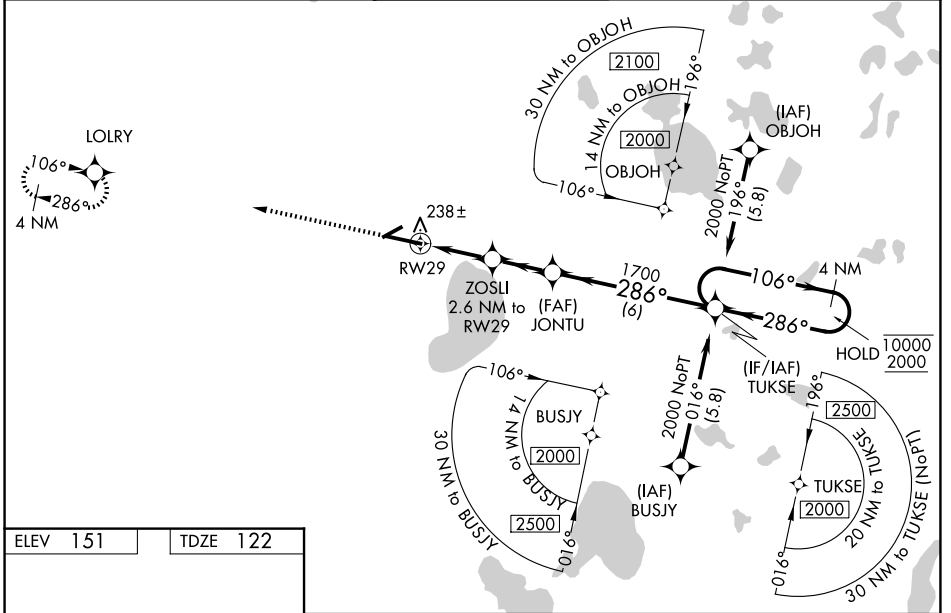 30 NM to OBJOH
2100
196°
14 NM to OBJOH
2000
OBJOH
106°
(IAF)
OBJOH
2000 NoPT
196°
(5.8)
LOLRY
106°
286°
4 NM
238±
RW29
ZOSLI
2.6 NM to
RW29
(FAF)
JONTU
1700
286°
(6)
106°
4 NM
286°
HOLD
10000
2000
(IF/IAF)
TUKSE
2000 NoPT
016°
(5.8)
(IAF)
BUSJY
106°
BUSJY
14 NM to BUSJY
2000
2500
30 NM to BUSJY
016°
196°
2500
TUKSE
2000
20 NM to TUKSE
016°
30 NM to TUKSE (NoPT)
ELEV 151
TDZE 122